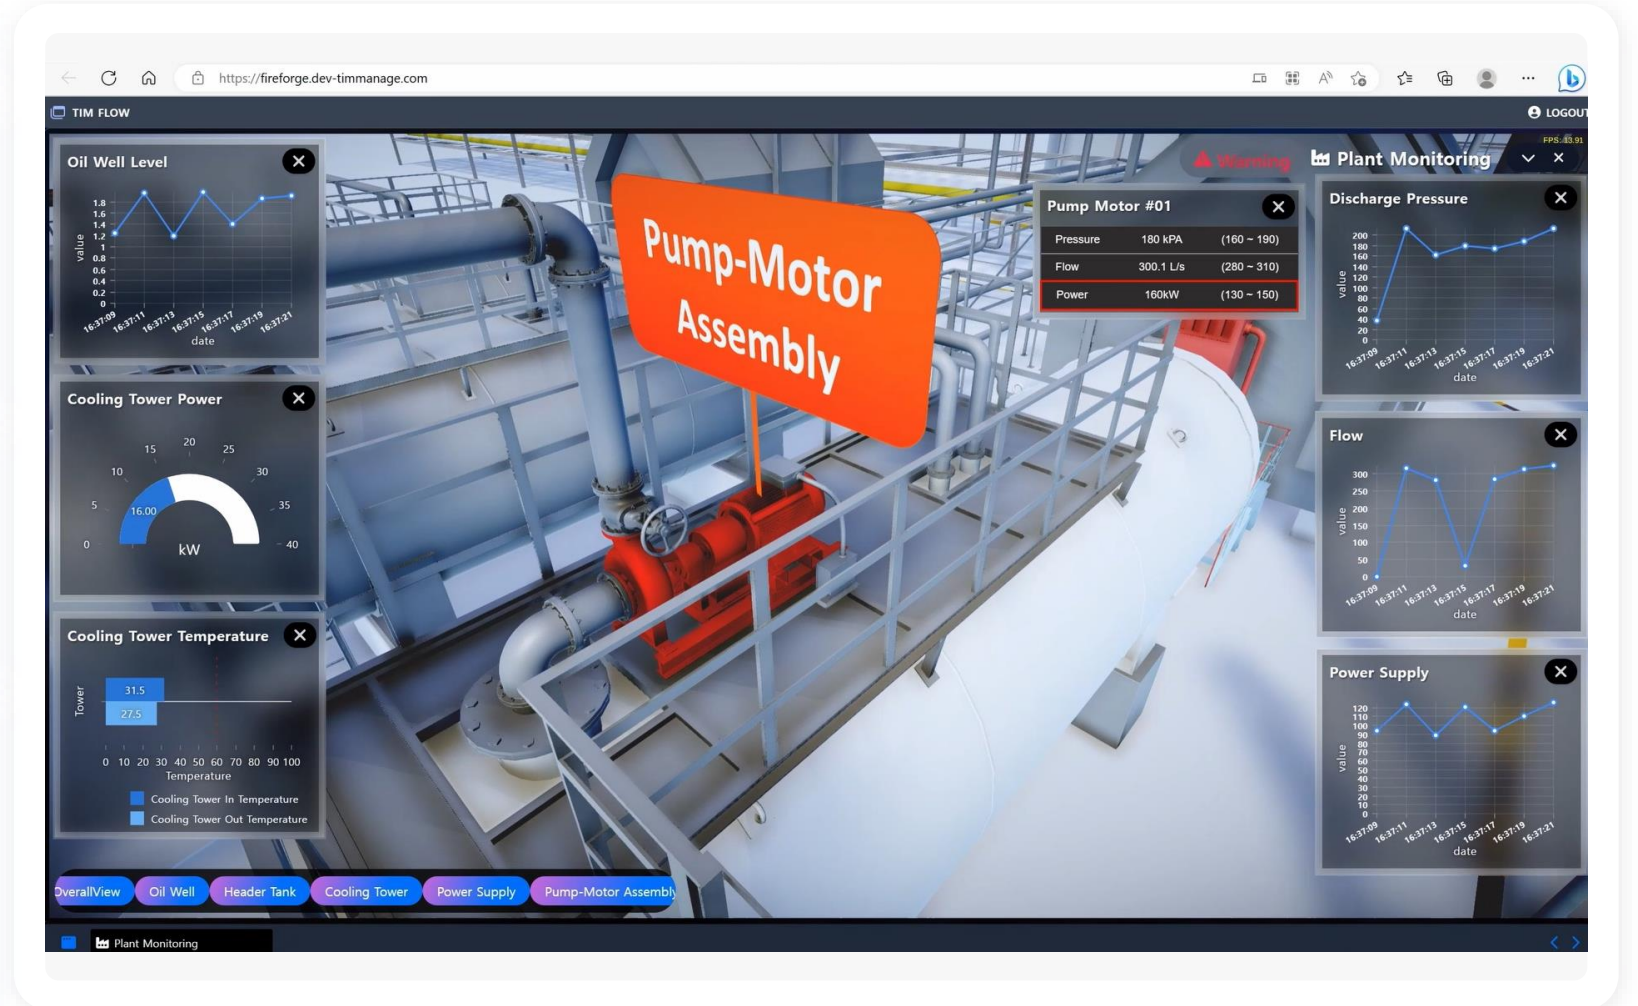 https://fireforge.dev-timmanage.com
TIM FLOW
LOGOUT
FPS: 13.91
Warning
Plant Monitoring
Oil Well Level
value
1.8
1.6
1.4
1.2
1
0.8
0.6
0.4
0.2
0
16:37:09 16:37:11 16:37:13 16:37:15 16:37:17 16:37:19 16:37:21
date
Cooling Tower Power
0 5 10 15 20 25 30 35 40
16.00
kW
Cooling Tower Temperature
Tower
31.5
27.5
0 10 20 30 40 50 60 70 80 90 100
Temperature
Cooling Tower In Temperature
Cooling Tower Out Temperature
Pump-Motor
Assembly
Pump Motor #01
Pressure 180 kPA (160 ~ 190)
Flow 300.1 L/s (280 ~ 310)
Power 160kW (130 ~ 150)
Discharge Pressure
value
200
180
160
140
120
100
80
60
40
20
0
16:37:09 16:37:11 16:37:13 16:37:15 16:37:17 16:37:19 16:37:21
date
Flow
value
300
250
200
150
100
50
0
16:37:09 16:37:11 16:37:13 16:37:15 16:37:17 16:37:19 16:37:21
date
Power Supply
value
120
110
100
90
80
70
60
50
40
30
20
10
0
16:37:09 16:37:11 16:37:13 16:37:15 16:37:17 16:37:19 16:37:21
date
OverallView Oil Well Header Tank Cooling Tower Power Supply Pump-Motor Assembly
Plant Monitoring